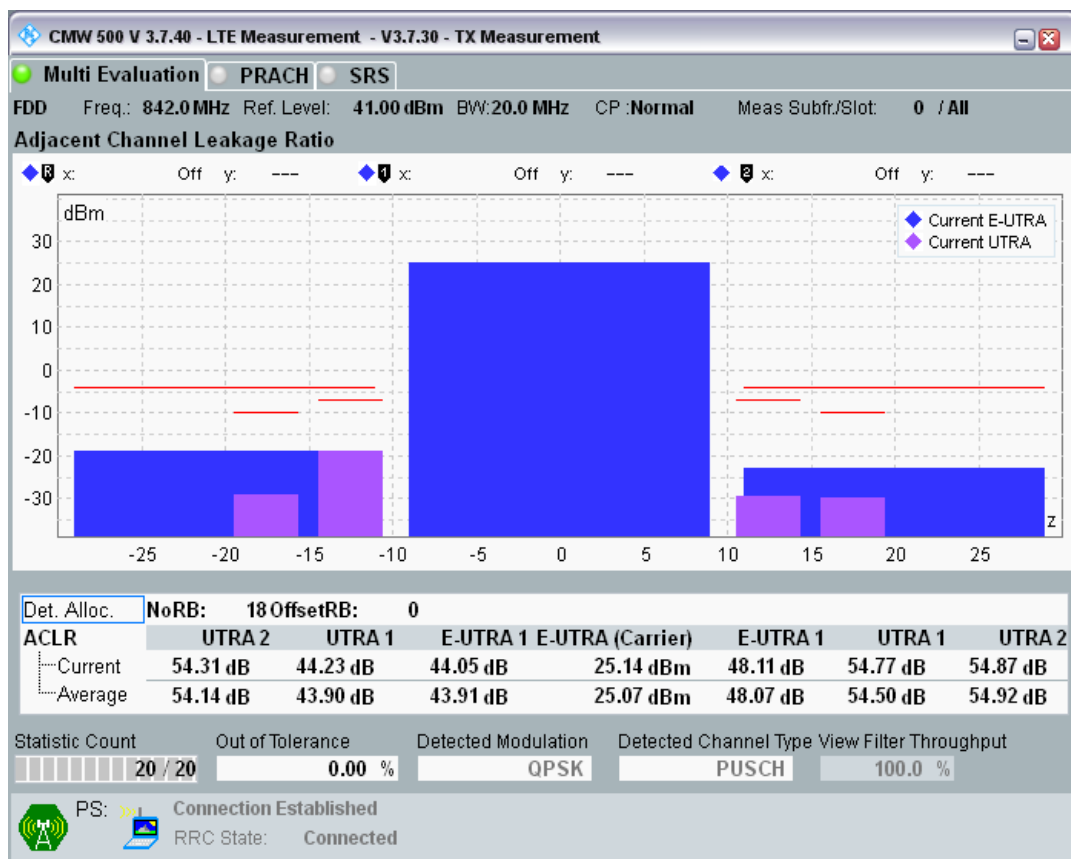 CMW 500 V 3.7.40 - LTE Measurement - V3.7.30 - TX Measurement
Multi Evaluation PRACH SRS
FDD Freq.: 842.0 MHz Ref. Level: 41.00 dBm BW:20.0 MHz CP :Normal Meas Subfr./Slot: 0 / All
Adjacent Channel Leakage Ratio
R x: Off y: --- 1 x: Off y: --- 2 x: Off y: ---
dBm
Current E-UTRA
Current UTRA
30
20
10
0
-10
-20
-30
z
-25 -20 -15 -10 -5 0 5 10 15 20 25
Det. Alloc. NoRB: 18 OffsetRB: 0
ACLR UTRA 2 UTRA 1 E-UTRA 1 E-UTRA (Carrier) E-UTRA 1 UTRA 1 UTRA 2
Current 54.31 dB 44.23 dB 44.05 dB 25.14 dBm 48.11 dB 54.77 dB 54.87 dB
Average 54.14 dB 43.90 dB 43.91 dB 25.07 dBm 48.07 dB 54.50 dB 54.92 dB
Statistic Count Out of Tolerance Detected Modulation Detected Channel Type View Filter Throughput
20 / 20 0.00 % QPSK PUSCH 100.0 %
PS: Connection Established
RRC State: Connected